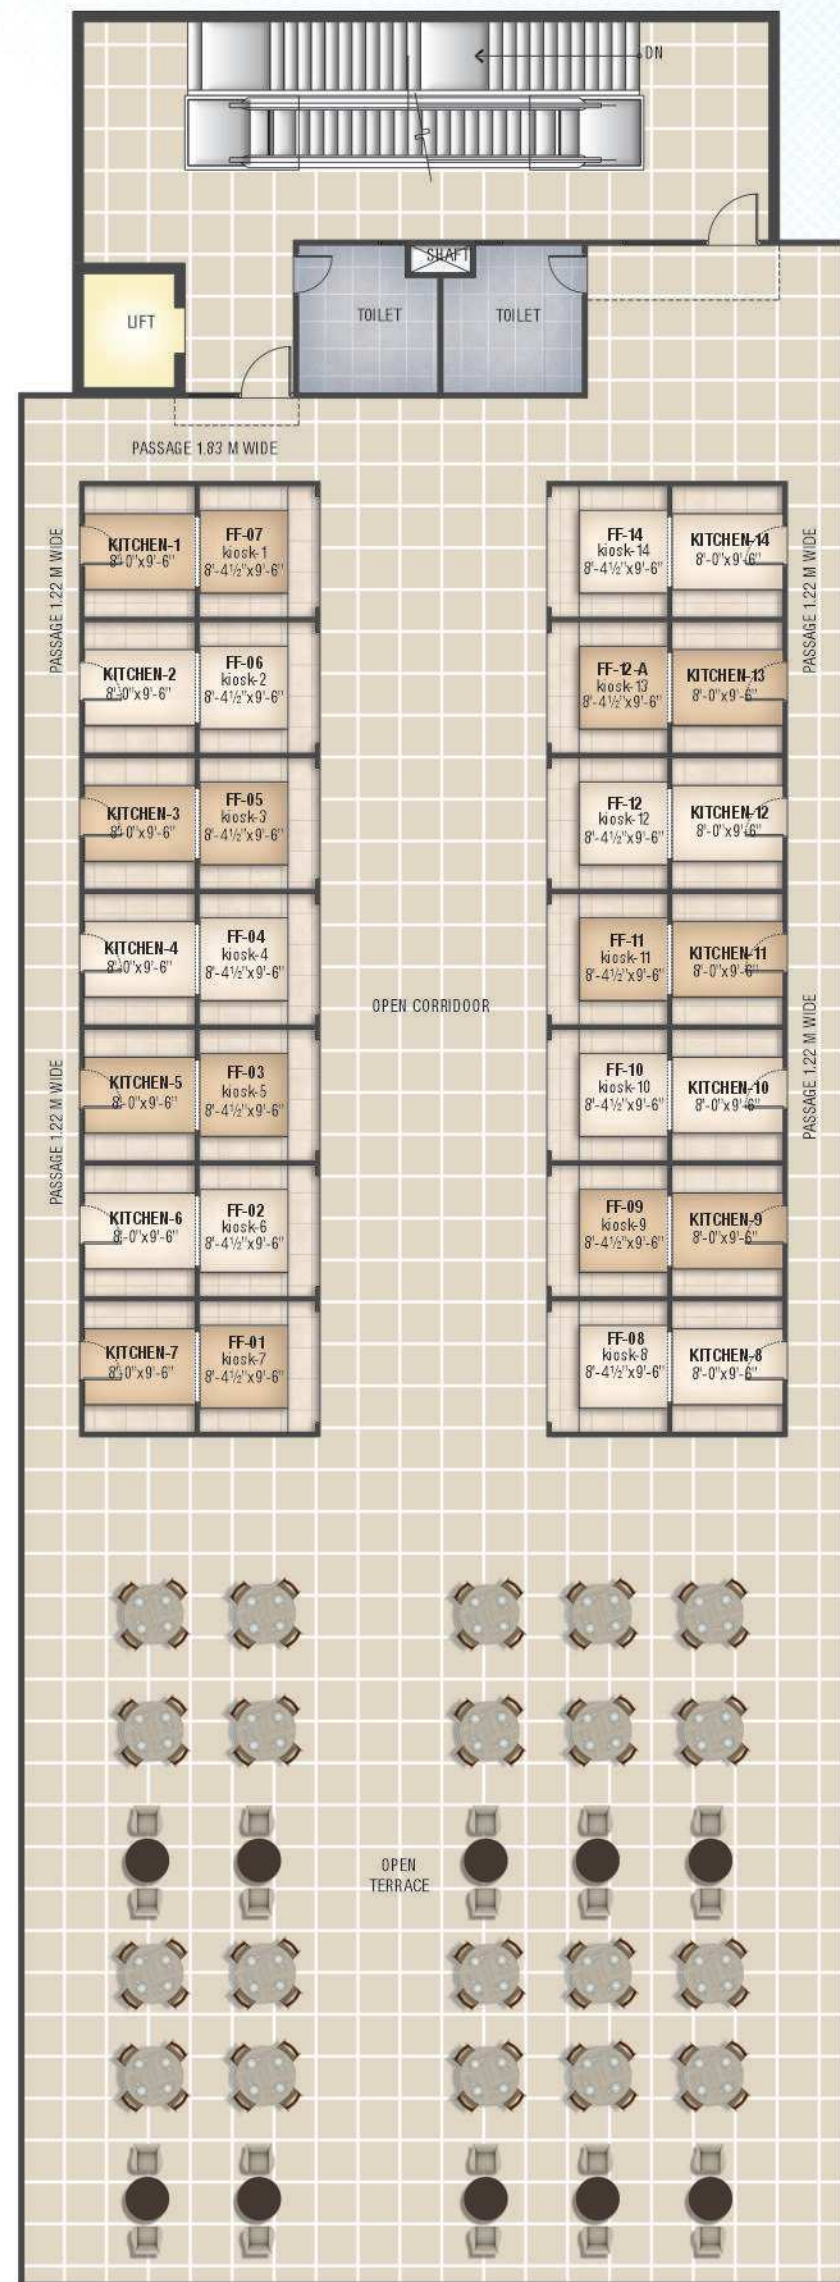 DN
SHAFT
LIFT
TOILET
TOILET
PASSAGE 1.83 M WIDE
PASSAGE 1.22 M WIDE
KITCHEN-1
8'-0"x9'-6"
FF-07
kiosk-1
8'-4½"x9'-6"
FF-14
kiosk-14
8'-4½"x9'-6"
KITCHEN-14
8'-0"x9'-6"
PASSAGE 1.22 M WIDE
KITCHEN-2
8'-0"x9'-6"
FF-06
kiosk-2
8'-4½"x9'-6"
FF-12-A
kiosk-13
8'-4½"x9'-6"
KITCHEN-13
8'-0"x9'-6"
KITCHEN-3
8'-0"x9'-6"
FF-05
kiosk-3
8'-4½"x9'-6"
FF-12
kiosk-12
8'-4½"x9'-6"
KITCHEN-12
8'-0"x9'-6"
KITCHEN-4
8'-0"x9'-6"
FF-04
kiosk-4
8'-4½"x9'-6"
FF-11
kiosk-11
8'-4½"x9'-6"
KITCHEN-11
8'-0"x9'-6"
OPEN CORRIDOOR
PASSAGE 1.22 M WIDE
KITCHEN-5
8'-0"x9'-6"
FF-03
kiosk-5
8'-4½"x9'-6"
FF-10
kiosk-10
8'-4½"x9'-6"
KITCHEN-10
8'-0"x9'-6"
PASSAGE 1.22 M WIDE
KITCHEN-6
8'-0"x9'-6"
FF-02
kiosk-6
8'-4½"x9'-6"
FF-09
kiosk-9
8'-4½"x9'-6"
KITCHEN-9
8'-0"x9'-6"
KITCHEN-7
8'-0"x9'-6"
FF-01
kiosk-7
8'-4½"x9'-6"
FF-08
kiosk-8
8'-4½"x9'-6"
KITCHEN-8
8'-0"x9'-6"
OPEN
TERRACE